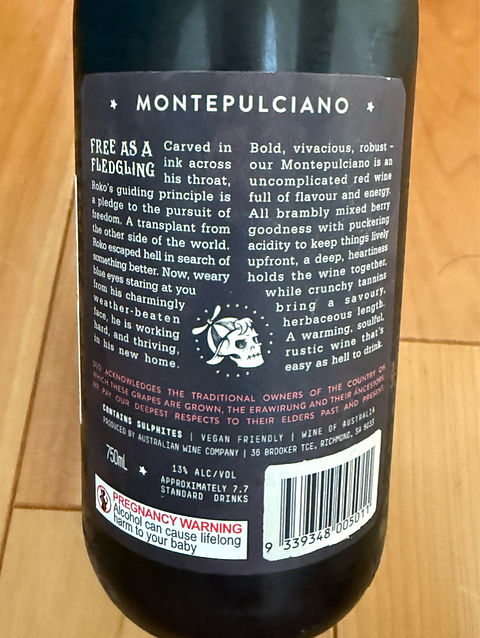 MONTEPULCIANO
FREE AS A
FLEDGLING
Carved in
ink across
his throat,
Roko's guiding principle is
a pledge to the pursuit of
freedom. A transplant from
the other side of the world.
Roko escaped hell in search of
something better. Now, weary
blue eyes staring at you
from his charmingly
weather-beaten
face, he is working
hard, and thriving,
in his new home.
Bold, vivacious, robust –
our Montepulciano is an
uncomplicated red wine
full of flavour and energy.
All brambly mixed berry
goodness with puckering
acidity to keep things lively
upfront, a deep, heartiness
holds the wine together,
while crunchy tannins
bring a savoury,
herbaceous length.
A warming, soulful,
rustic wine that's
easy as hell to drink.
ACKNOWLEDGES THE TRADITIONAL OWNERS OF THE COUNTRY ON
WHICH THESE GRAPES ARE GROWN, THE ERAWIRUNG AND THEIR ANCESTORS.
WE PAY OUR DEEPEST RESPECTS TO THEIR ELDERS PAST AND PRESENT.
CONTAINS SULPHITES | VEGAN FRIENDLY | WINE OF AUSTRALIA
PRODUCED BY AUSTRALIAN WINE COMPANY | 36 BROOKER TCE, RICHMOND, SA 5033
750mL
13% ALC/VOL
APPROXIMATELY 7.7
STANDARD DRINKS
PREGNANCY WARNING
Alcohol can cause lifelong
harm to your baby
9 339348 005011